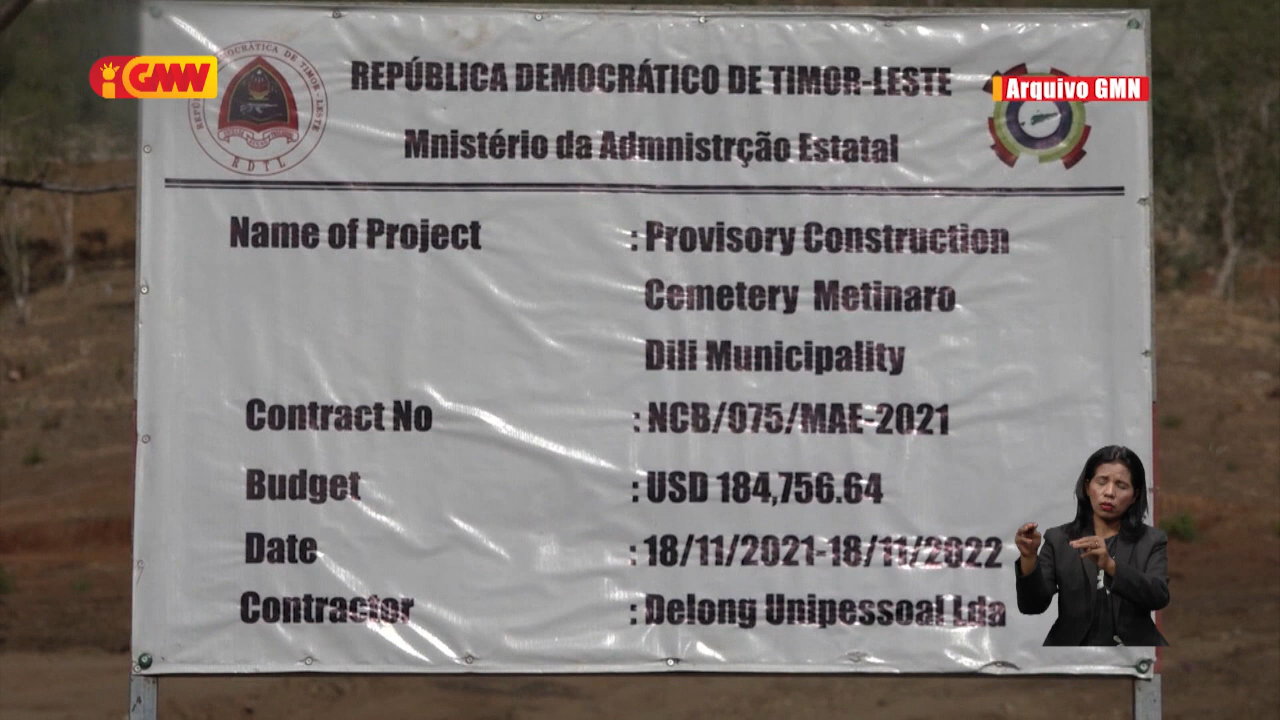 GMN
Arquivo GMN
REPÚBLICA DEMOCRÁTICO DE TIMOR-LESTE
Mnistério da Admnistrção Estatal
RDTL
Name of Project : Provisory Construction
Cemetery Metinaro
Dili Municipality
Contract No : NCB/075/MAE-2021
Budget : USD 184,756.64
Date : 18/11/2021-18/11/2022
Contractor : Delong Unipessoal Lda